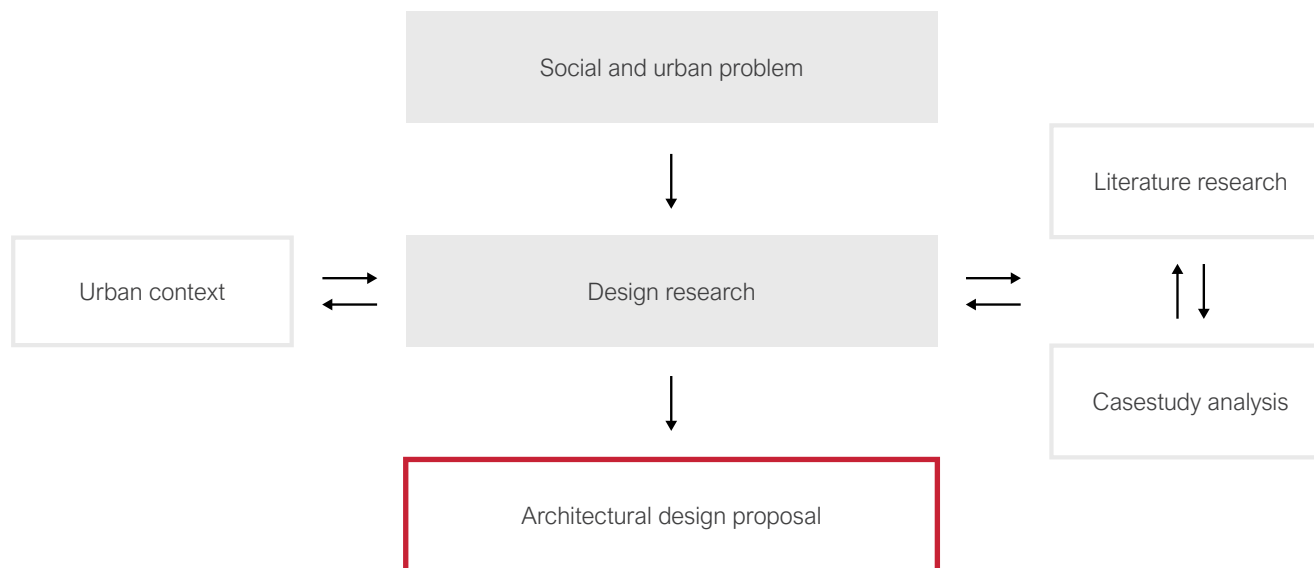 Social and urban problem
Literature research
Urban context
Design research
Casestudy analysis
Architectural design proposal